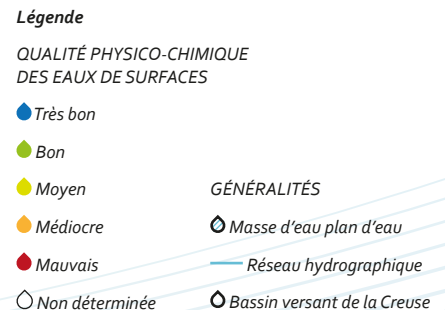 Légende
QUALITÉ PHYSICO-CHIMIQUE
DES EAUX DE SURFACES
Très bon
Bon
Moyen
Médiocre
Mauvais
Non déterminée
GÉNÉRALITÉS
Masse d'eau plan d'eau
Réseau hydrographique
Bassin versant de la Creuse